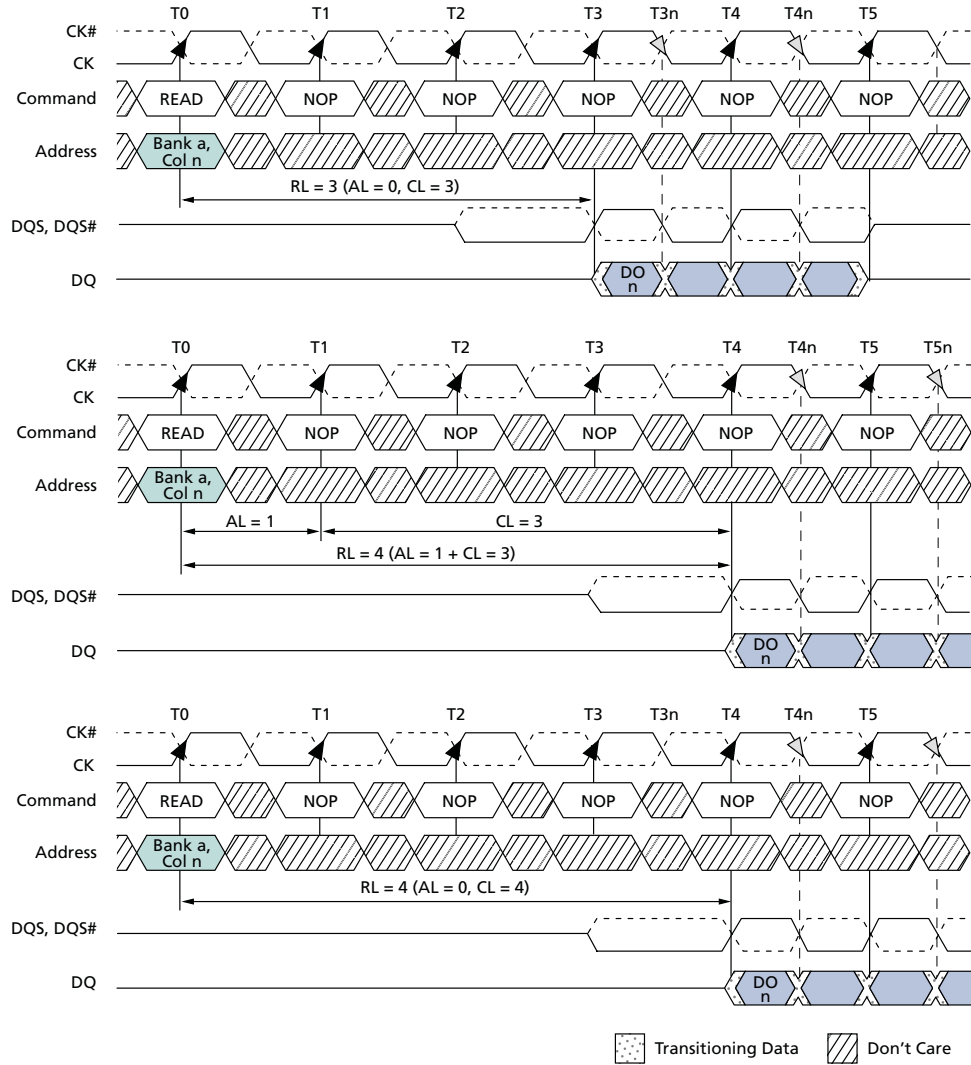 T0 T1 T2 T3 T3n T4 T4n T5
CK#
CK
Command READ NOP NOP NOP NOP NOP
Address Bank a,
Col n
RL = 3 (AL = 0, CL = 3)
DQS, DQS#
DQ DO
n
T0 T1 T2 T3 T4 T4n T5 T5n
CK#
CK
Command READ NOP NOP NOP NOP NOP
Address Bank a,
Col n
AL = 1 CL = 3
RL = 4 (AL = 1 + CL = 3)
DQS, DQS#
DQ DO
n
T0 T1 T2 T3 T3n T4 T4n T5
CK#
CK
Command READ NOP NOP NOP NOP NOP
Address Bank a,
Col n
RL = 4 (AL = 0, CL = 4)
DQS, DQS#
DQ DO
n
Transitioning Data Don't Care